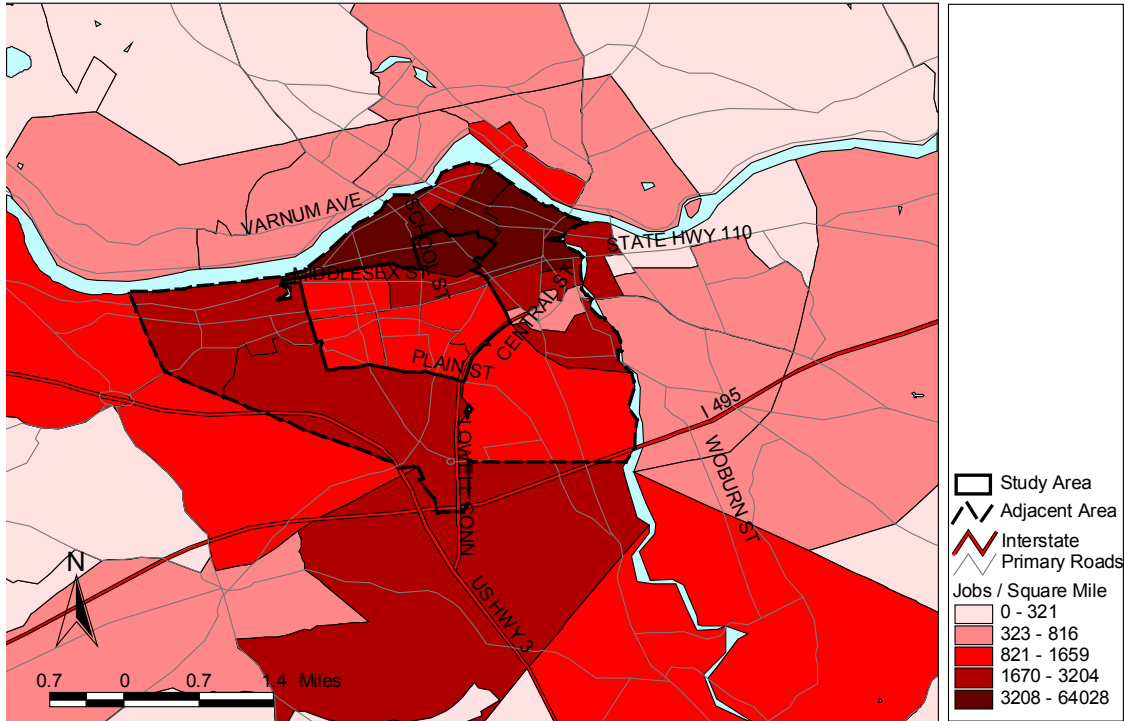 VARNUM AVE
SCHOOL ST
STATE HWY 110
MIDDLESEX ST
CENTRAL ST
PLAIN ST
I 495
LOWELL CONN
WOBURN ST
US HWY 3
N
0.7 0 0.7 1.4 Miles
Study Area
Adjacent Area
Interstate
Primary Roads
Jobs / Square Mile
0 - 321
323 - 816
821 - 1659
1670 - 3204
3208 - 64028